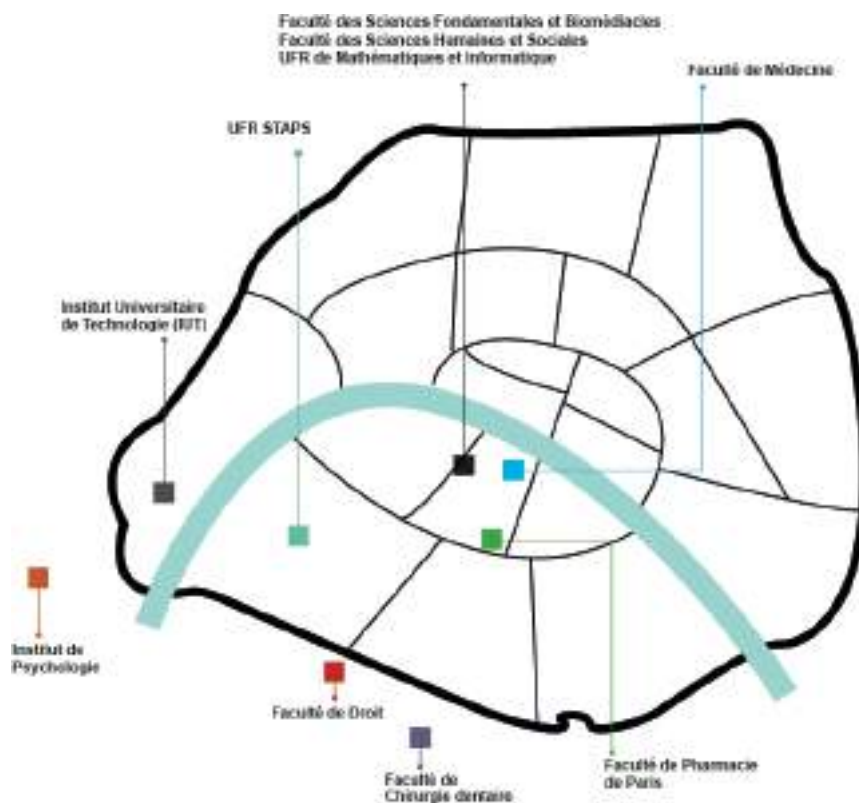 Faculté des Sciences Fondamentales et Biomédiacles
Faculté des Sciences Humaines et Sociales
UFR de Mathématiques et Informatique
Faculté de Médecine
UFR STAPS
Institut Universitaire
de Technologie (IUT)
Institut de
Psychologie
Faculté de Droit
Faculté de
Chirurgie dentaire
Faculté de Pharmacie
de Paris